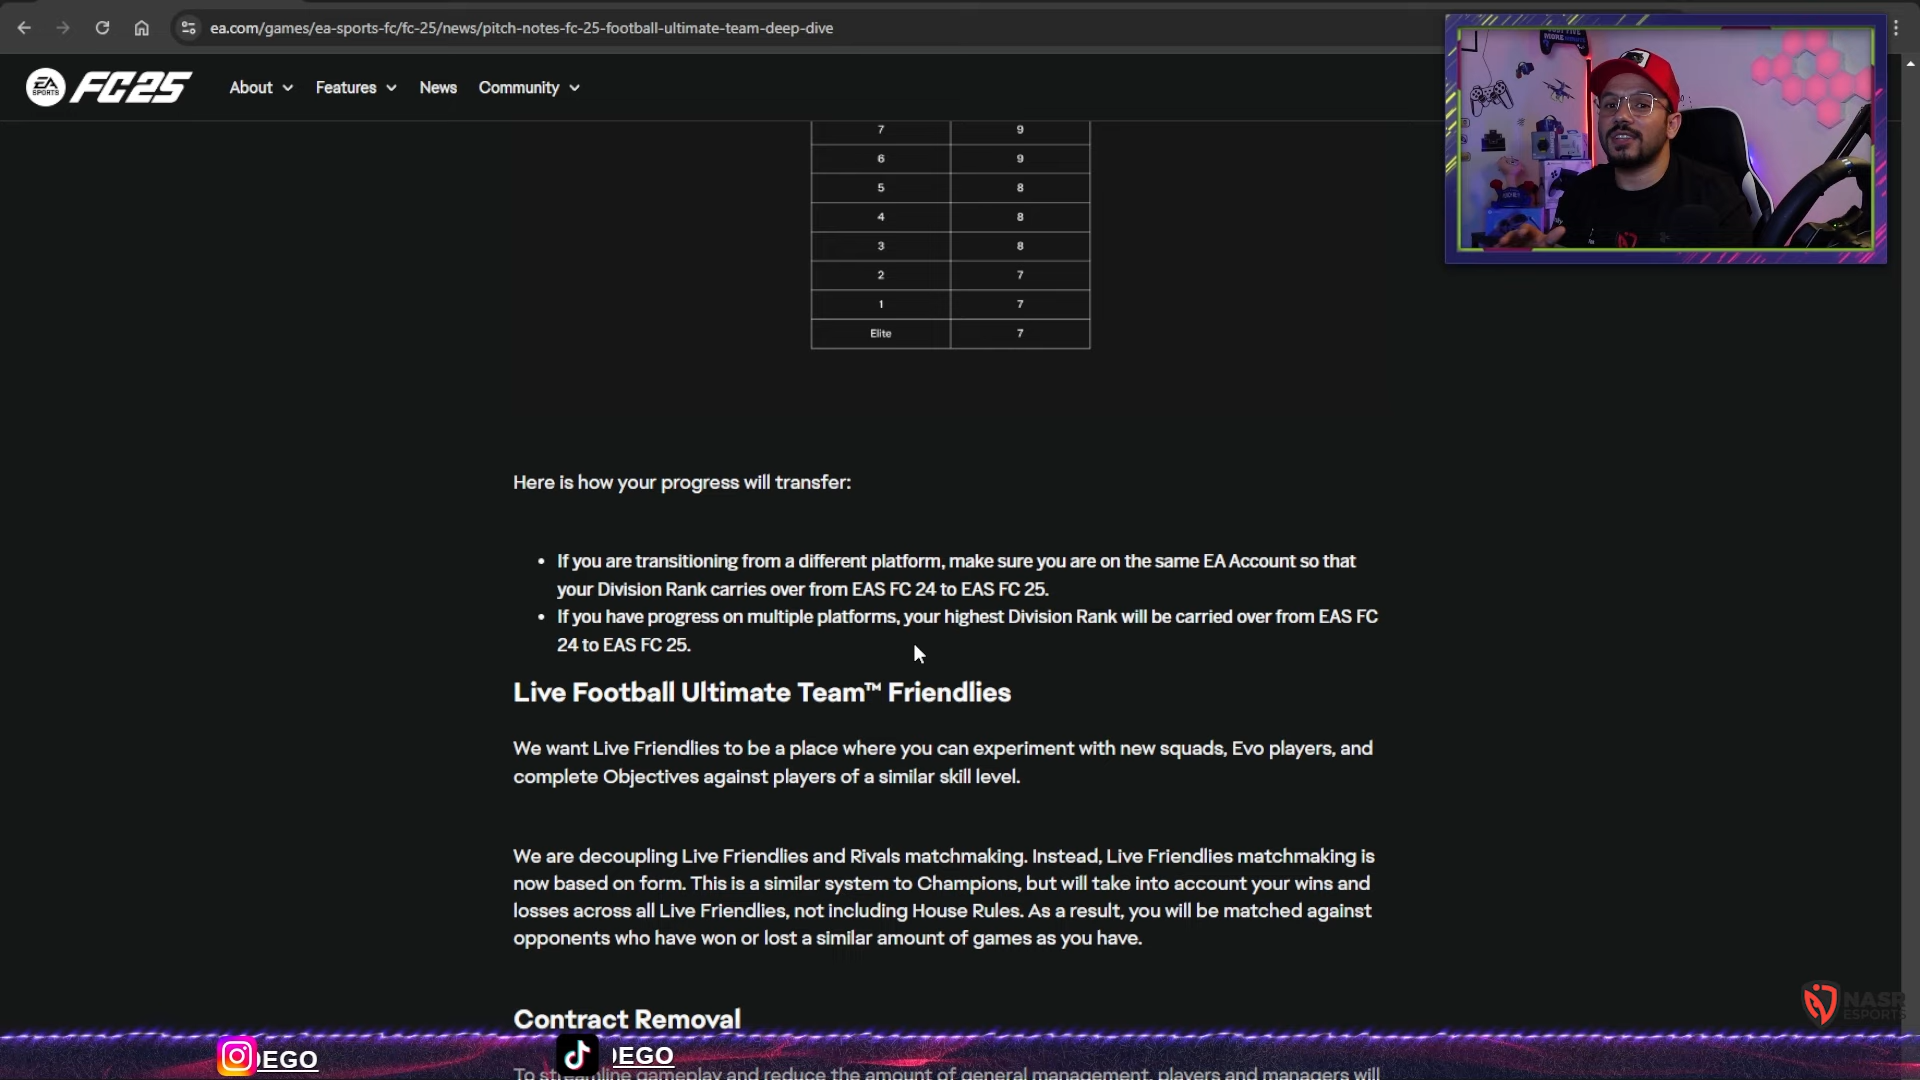 ea.com/games/ea-sports-fc/fc-25/news/pitch-notes-fc-25-football-ultimate-team-deep-dive
EA SPORTS FC25 About Features News Community
7 9
6 9
5 8
4 8
3 8
2 7
1 7
Elite 7
Here is how your progress will transfer:
• If you are transitioning from a different platform, make sure you are on the same EA Account so that
your Division Rank carries over from EAS FC 24 to EAS FC 25.
• If you have progress on multiple platforms, your highest Division Rank will be carried over from EAS FC
24 to EAS FC 25.
Live Football Ultimate Team™ Friendlies
We want Live Friendlies to be a place where you can experiment with new squads, Evo players, and
complete Objectives against players of a similar skill level.
We are decoupling Live Friendlies and Rivals matchmaking. Instead, Live Friendlies matchmaking is
now based on form. This is a similar system to Champions, but will take into account your wins and
losses across all Live Friendlies, not including House Rules. As a result, you will be matched against
opponents who have won or lost a similar amount of games as you have.
NASR
ESPORTS
Contract Removal
EGO
EGO
To streamline gameplay and reduce the amount of general management, players and managers will